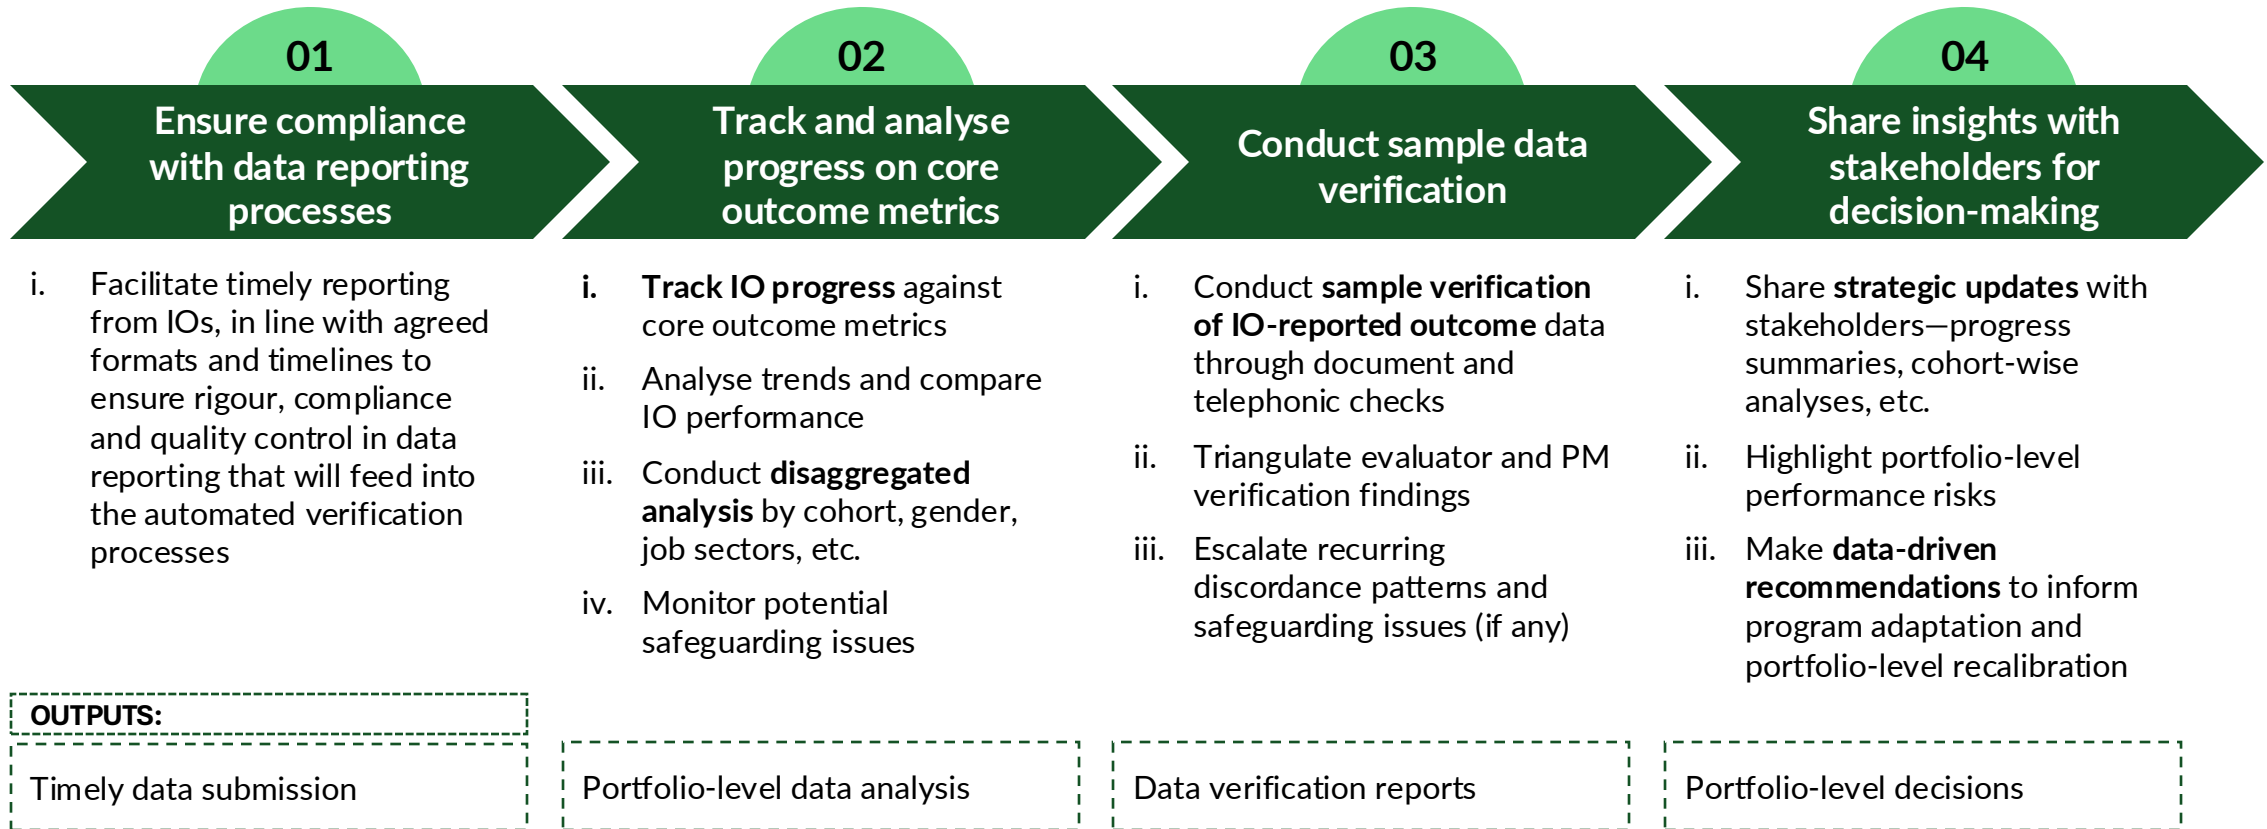 01
Ensure compliance
with data reporting
processes
i. Facilitate timely reporting
from IOs, in line with agreed
formats and timelines to
ensure rigour, compliance
and quality control in data
reporting that will feed into
the automated verification
processes
OUTPUTS:
Timely data submission
02
Track and analyse
progress on core
outcome metrics
i. Track IO progress against
core outcome metrics
ii. Analyse trends and compare
IO performance
iii. Conduct disaggregated
analysis by cohort, gender,
job sectors, etc.
iv. Monitor potential
safeguarding issues
Portfolio-level data analysis
03
Conduct sample data
verification
i. Conduct sample verification
of IO-reported outcome data
through document and
telephonic checks
ii. Triangulate evaluator and PM
verification findings
iii. Escalate recurring
discordance patterns and
safeguarding issues (if any)
Data verification reports
04
Share insights with
stakeholders for
decision-making
i. Share strategic updates with
stakeholders—progress
summaries, cohort-wise
analyses, etc.
ii. Highlight portfolio-level
performance risks
iii. Make data-driven
recommendations to inform
program adaptation and
portfolio-level recalibration
Portfolio-level decisions